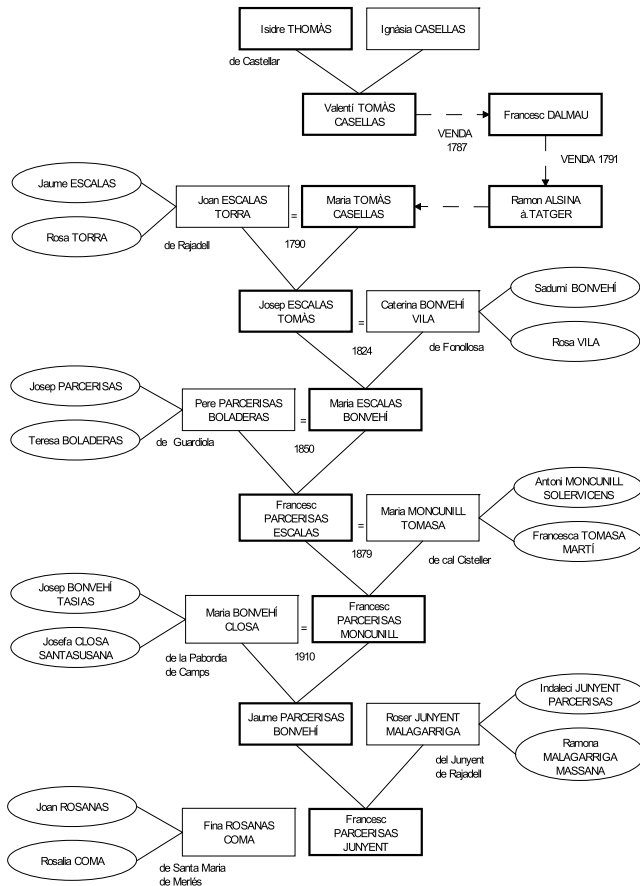 Isidre THOMÀS
Ignàsia CASELLAS
de Castellar
Valentí TOMÀS
CASELLAS
VENDA
1787
Francesc DALMAU
VENDA 1791
Jaume ESCALAS
Rosa TORRA
Joan ESCALAS
TORRA
de Rajadell
=
1790
Maria TOMÀS
CASELLAS
Ramon ALSINA
à.TATGER
Josep ESCALAS
TOMÀS
=
1824
Caterina BONVEHÍ
VILA
de Fonollosa
Sadurní BONVEHÍ
Rosa VILA
Josep PARCERISAS
Teresa BOLADERAS
Pere PARCERISAS
BOLADERAS
de Guardiola
=
1850
Maria ESCALAS
BONVEHÍ
Francesc
PARCERISAS
ESCALAS
=
1879
Maria MONCUNILL
TOMASA
de cal Cisteller
Antoni MONCUNILL
SOLERVICENS
Francesca TOMASA
MARTÍ
Josep BONVEHÍ
TASIAS
Josefa CLOSA
SANTASUSANA
Maria BONVEHÍ
CLOSA
de la Pabordia
de Camps
=
1910
Francesc
PARCERISAS
MONCUNILL
Jaume PARCERISAS
BONVEHÍ
Roser JUNYENT
MALAGARRIGA
del Junyent
de Rajadell
Indaleci JUNYENT
PARCERISAS
Ramona
MALAGARRIGA
MASSANA
Joan ROSANAS
Rosalia COMA
Fina ROSANAS
COMA
de Santa Maria
de Merlés
Francesc
PARCERISAS
JUNYENT